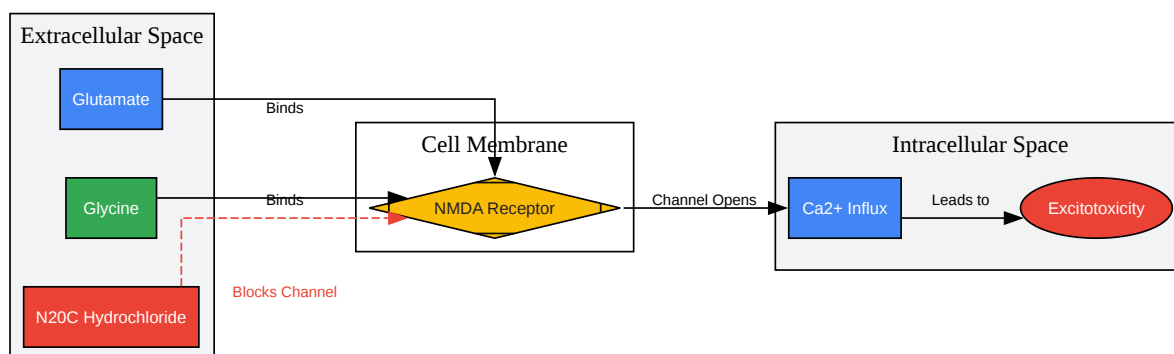 Extracellular Space
Glutamate
Binds
Cell Membrane
Intracellular Space
Glycine
Binds
NMDA Receptor
Channel Opens
Ca2+ Influx
Leads to
Excitotoxicity
Blocks Channel
N20C Hydrochloride